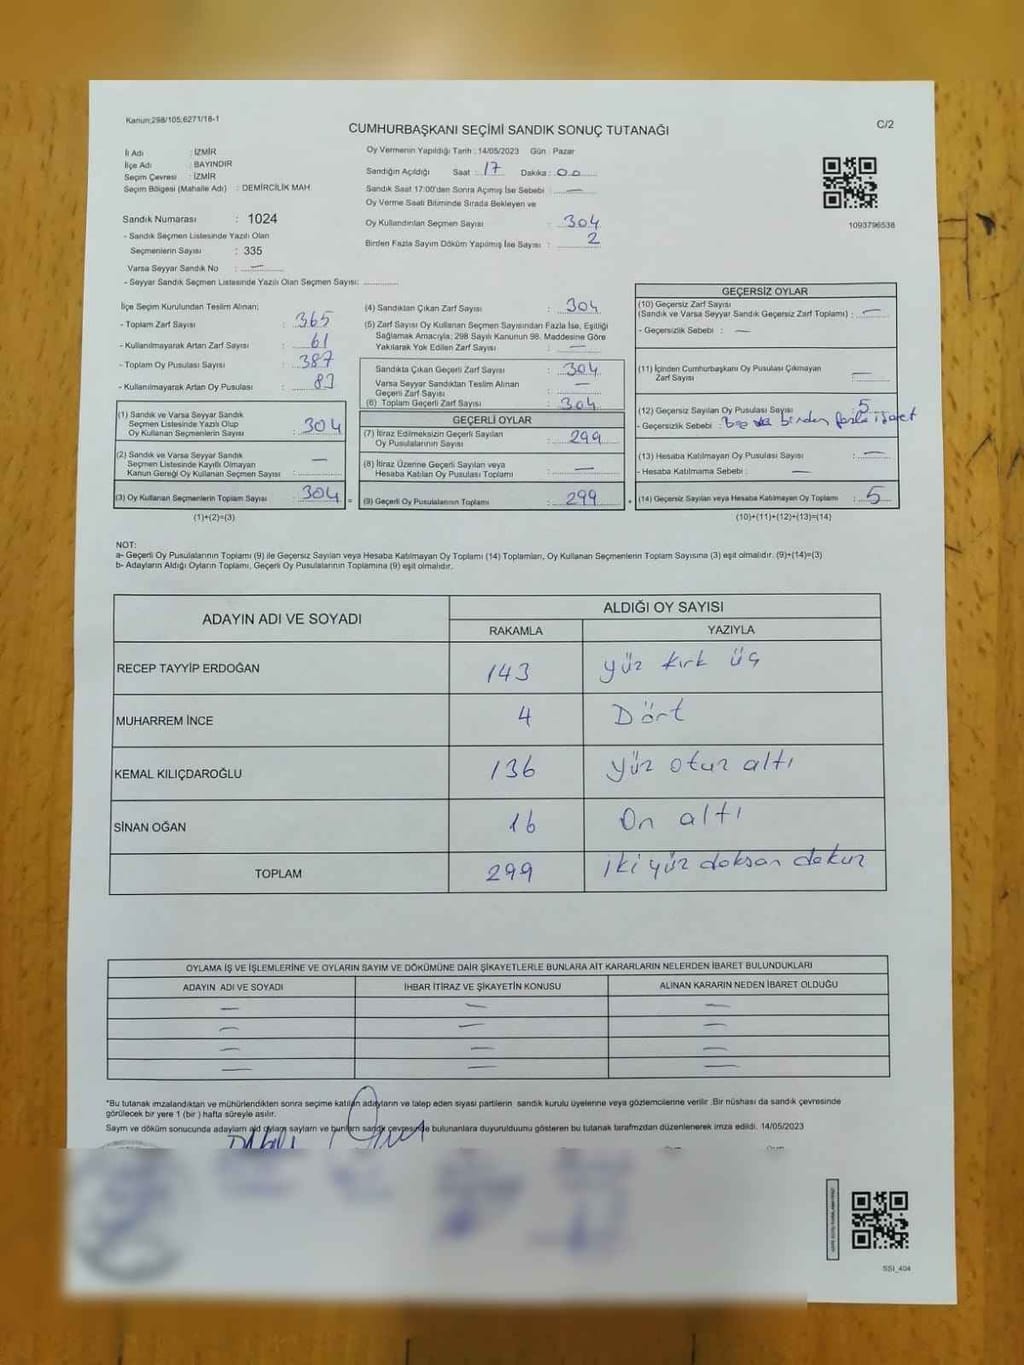 Kanun;298/105;6271/18-1
CUMHURBAŞKANI SEÇİMİ SANDIK SONUÇ TUTANAĞI
C/2
İl Adı : İZMİR
İlçe Adı : BAYINDIR
Seçim Çevresi : İZMİR
Seçim Bölgesi (Mahalle Adı) : DEMİRCİLİK MAH
Sandık Numarası : 1024
- Sandık Seçmen Listesinde Yazılı Olan
Seçmenlerin Sayısı : 335
Varsa Seyyar Sandık No : —
- Seyyar Sandık Seçmen Listesinde Yazılı Olan Seçmen Sayısı: ............
Oy Vermenin Yapıldığı Tarih : 14/05/2023 Gün : Pazar
Sandığın Açıldığı Saat : 17 Dakika : 00
Sandık Saat 17:00'dan Sonra Açmış İse Sebebi : —
Oy Verme Saati Bitiminde Sırada Bekleyen ve
Oy Kullandırılan Seçmen Sayısı : 304
Birden Fazla Sayım Döküm Yapılmış İse Sayısı : 2
1093796538
İlçe Seçim Kurulundan Teslim Alınan;
- Toplam Zarf Sayısı : 365
- Kullanılmayarak Artan Zarf Sayısı : 61
- Toplam Oy Pusulası Sayısı : 387
- Kullanılmayarak Artan Oy Pusulası : 83
(1) Sandık ve Varsa Seyyar Sandık
Seçmen Listesinde Yazılı Olup
Oy Kullanan Seçmenlerin Sayısı : 304
(2) Sandık ve Varsa Seyyar Sandık
Seçmen Listesinde Kayıtlı Olmayan
Kanun Gereği Oy Kullanan Seçmen Sayısı : —
(3) Oy Kullanan Seçmenlerin Toplam Sayısı : 304 =
(1)+(2)=(3)
(4) Sandıktan Çıkan Zarf Sayısı : 304
(5) Zarf Sayısı Oy Kullanan Seçmen Sayısından Fazla İse, Eşitliği
Sağlamak Amacıyla; 298 Sayılı Kanunun 98. Maddesine Göre
Yakılarak Yok Edilen Zarf Sayısı : —
Sandıkta Çıkan Geçerli Zarf Sayısı : 304
Varsa Seyyar Sandıktan Teslim Alınan
Geçerli Zarf Sayısı : —
(6) Toplam Geçerli Zarf Sayısı : 304
GEÇERLİ OYLAR
(7) İtiraz Edilmeksizin Geçerli Sayılan
Oy Pusulalarının Sayısı : 299
(8) İtiraz Üzerine Geçerli Sayılan veya
Hesaba Katılan Oy Pusulası Toplamı : —
(9) Geçerli Oy Pusulalarının Toplamı : 299 +
GEÇERSİZ OYLAR
(10) Geçersiz Zarf Sayısı
(Sandık ve Varsa Seyyar Sandık Geçersiz Zarf Toplamı) : —
- Geçersizlik Sebebi : —
(11) İçinden Cumhurbaşkanı Oy Pusulası Çıkmayan
Zarf Sayısı : —
(12) Geçersiz Sayılan Oy Pusulası Sayısı : 5
- Geçersizlik Sebebi : birden fazla işaret
(13) Hesaba Katılmayan Oy Pusulası Sayısı : —
- Hesaba Katılmama Sebebi : —
(14) Geçersiz Sayılan veya Hesaba Katılmayan Oy Toplamı : 5
(10)+(11)+(12)+(13)=(14)
NOT:
a- Geçerli Oy Pusulalarının Toplamı (9) ile Geçersiz Sayılan veya Hesaba Katılmayan Oy Toplamı (14) Toplamları, Oy Kullanan Seçmenlerin Toplam Sayısına (3) eşit olmalıdır. (9)+(14)=(3)
b- Adayların Aldığı Oyların Toplamı, Geçerli Oy Pusulalarının Toplamına (9) eşit olmalıdır.
ADAYIN ADI VE SOYADI
ALDIĞI OY SAYISI
RAKAMLA YAZIYLA
RECEP TAYYİP ERDOĞAN 143 yüz kırk üç
MUHARREM İNCE 4 Dört
KEMAL KILIÇDAROĞLU 136 yüz otuz altı
SİNAN OĞAN 16 On altı
TOPLAM 299 iki yüz doksan dokuz
OYLAMA İŞ VE İŞLEMLERİNE VE OYLARIN SAYIM VE DÖKÜMÜNE DAİR ŞİKAYETLERLE BUNLARA AİT KARARLARIN NELERDEN İBARET BULUNDUKLARI
ADAYIN ADI VE SOYADI İHBAR İTİRAZ VE ŞİKAYETİN KONUSU ALINAN KARARIN NEDEN İBARET OLDUĞU
— — —
— — —
— — —
— — —
*Bu tutanak imzalandıktan ve mühürlendikten sonra seçime katılan adayların ve talep eden siyasi partilerin sandık kurulu üyelerine veya gözlemcilerine verilir .Bir nüshası da sandık çevresinde
görülecek bir yere 1 (bir ) hafta süreyle asılır.
Sayım ve döküm sonucunda adayların ald oyların sayıları ve bunların sandık çevresinde bulunanlara duyurulduunu gösteren bu tutanak tarafmzdan düzenlenerek imza edildi. 14/05/2023
SSI_404